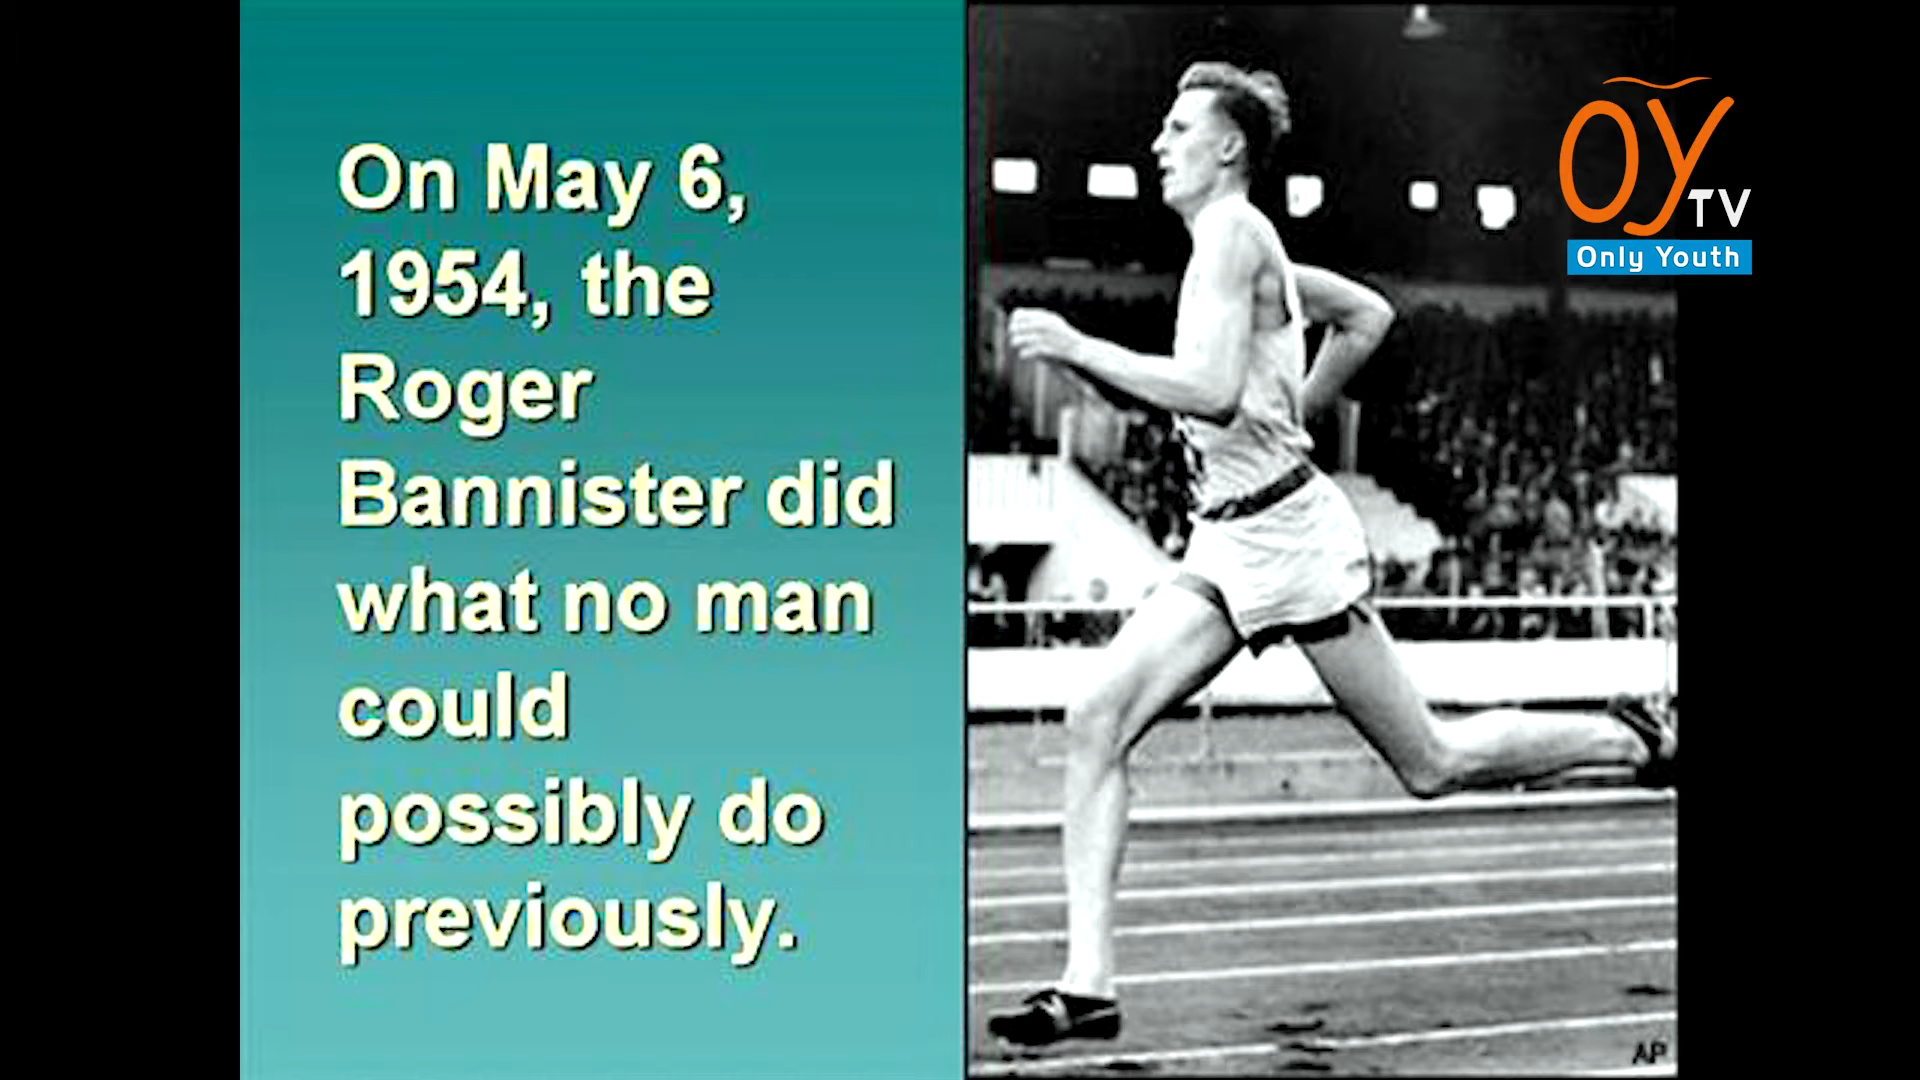 On May 6,
1954, the
Roger
Bannister did
what no man
could
possibly do
previously.
OY TV
Only Youth
AP